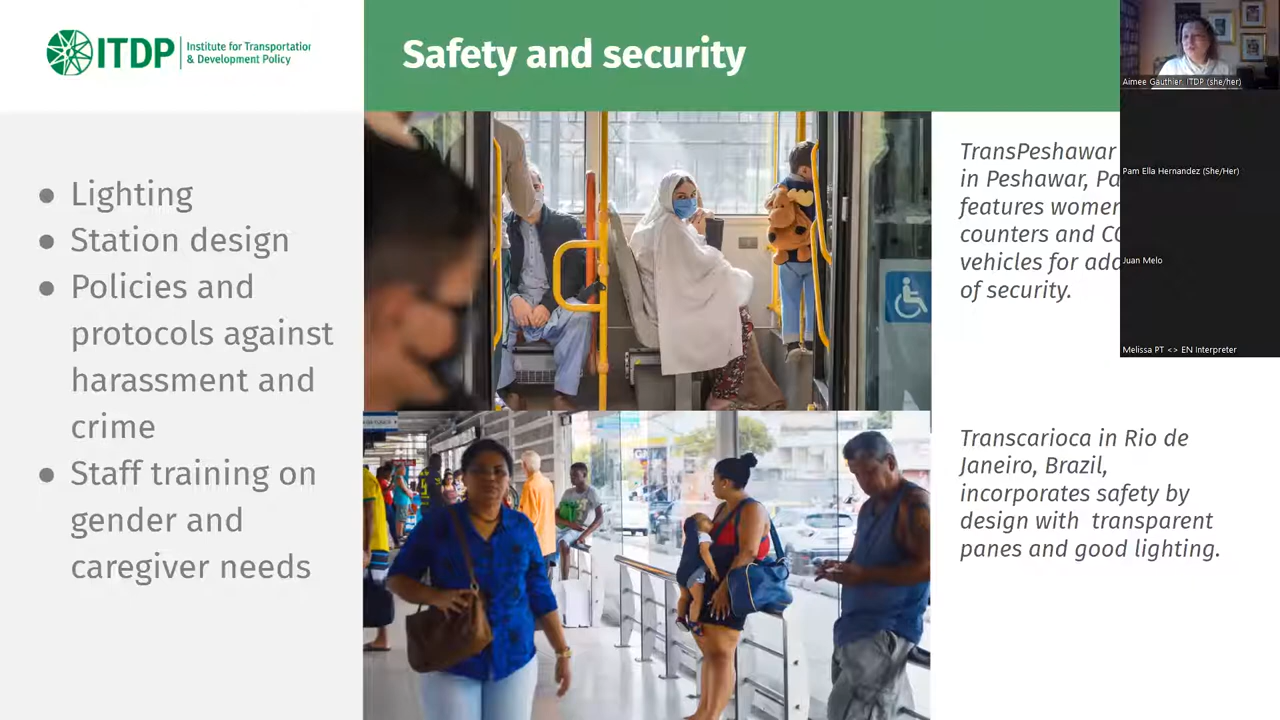 ITDP
Institute for Transportation
& Development Policy
Safety and security
Lighting
Station design
Policies and
protocols against
harassment and
crime
Staff training on
gender and
caregiver needs
TransPeshawar
in Peshawar, Pa
features women
counters and CC
vehicles for add
of security.
Transcarioca in Rio de
Janeiro, Brazil,
incorporates safety by
design with transparent
panes and good lighting.
Aimee Gauthier: ITDP (she/her)
Pam Ella Hernandez (She/Her)
Juan Melo
Melissa PT <> EN Interpreter